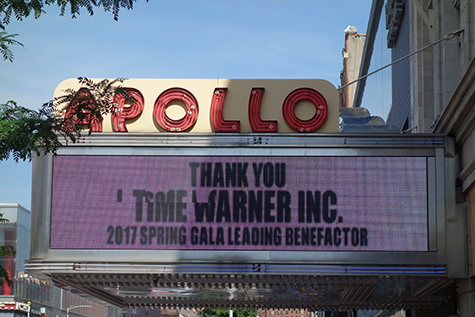 APOLLO
THANK YOU
TIME WARNER INC.
2017 SPRING GALA LEADING BENEFACTOR